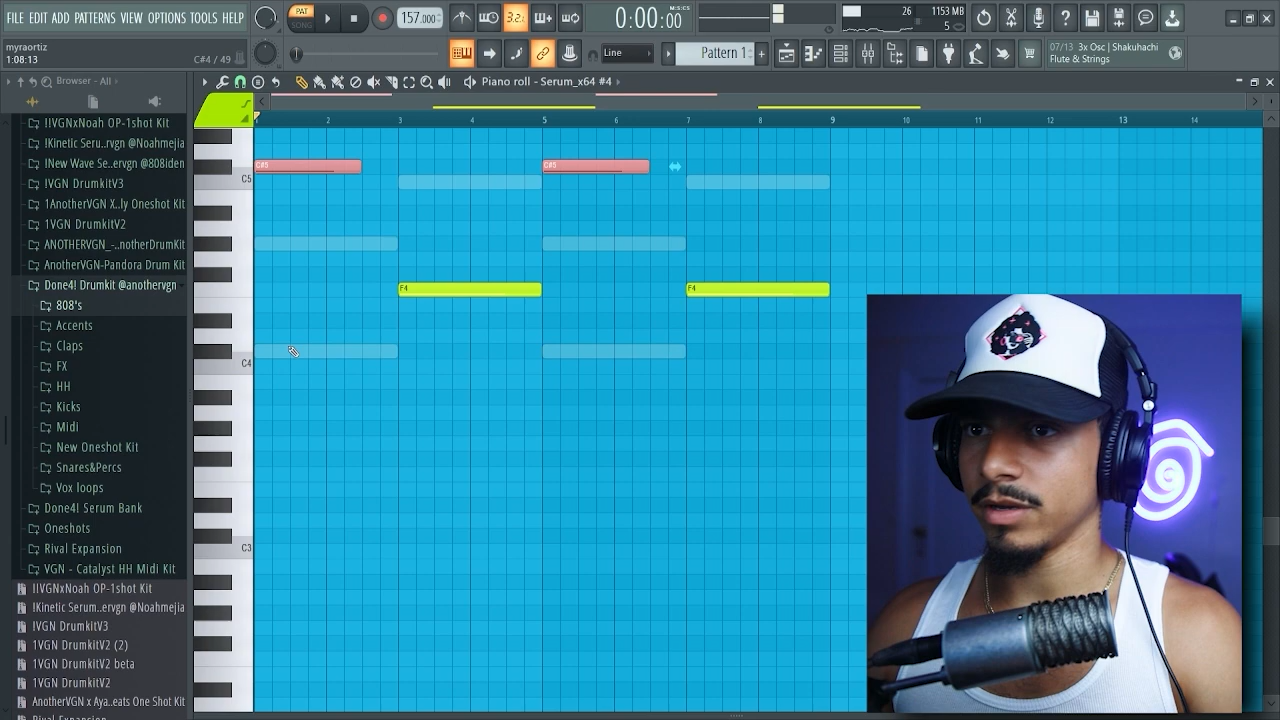 FILE EDIT ADD PATTERNS VIEW OPTIONS TOOLS HELP
PAT
SONG
157.000
3.2.
0:00:00
M:S:CS
26
1153 MB
5
myraortiz
1:08:13
C#4 / 49
Line
Pattern 1
07/13 3x Osc | Shakuhachi
Flute & Strings
Browser - All
Piano roll - Serum_x64 #4
2
3
4
5
6
7
8
9
10
11
12
13
14
!IVGNxNoah OP-1shot Kit
!Kinetic Seru..rvgn @Noahmejia
!New Wave Se..ervgn @808iden
!VGN DrumkitV3
1AnotherVGN X..ly Oneshot Kit
1VGN DrumkitV2
ANOTHERVGN_-..notherDrumKit
AnotherVGN-Pandora Drum Kit
Done4! Drumkit @anothervgn
808's
Accents
Claps
FX
HH
Kicks
Midi
New Oneshot Kit
Snares&Percs
Vox loops
Done4! Serum Bank
Oneshots
Rival Expansion
VGN - Catalyst HH Midi Kit
!IVGNxNoah OP-1shot Kit
!Kinetic Serum..ervgn @Noahmejia
!VGN DrumkitV3
1VGN DrumkitV2 (2)
1VGN DrumkitV2 beta
1VGN DrumkitV2
AnotherVGN x Aya..eats One Shot Kit
Rival Expansion
C#5
C#5
C5
F4
F4
C4
C3